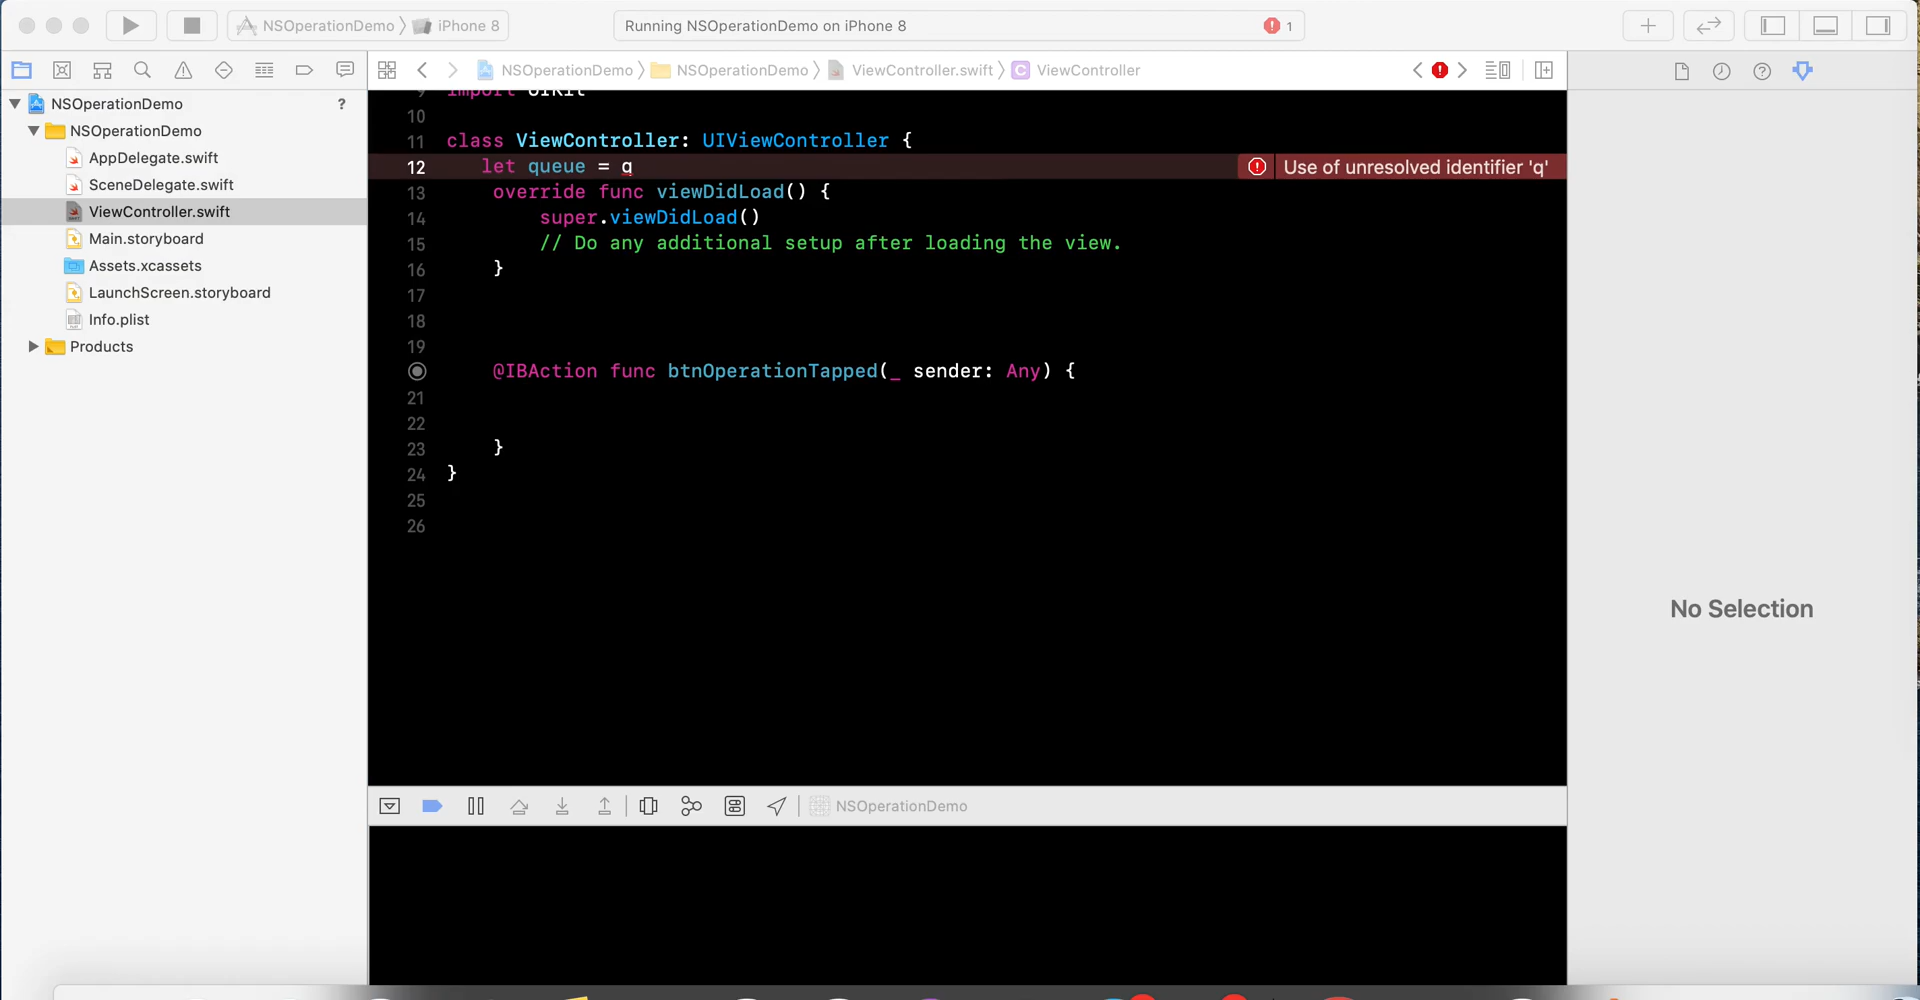 NSOperationDemo iPhone 8
Running NSOperationDemo on iPhone 8 1
NSOperationDemo NSOperationDemo ViewController.swift ViewController
NSOperationDemo ?
NSOperationDemo
AppDelegate.swift
SceneDelegate.swift
ViewController.swift
Main.storyboard
Assets.xcassets
LaunchScreen.storyboard
Info.plist
Products
9 import UIKit
10
11 class ViewController: UIViewController {
12 let queue = q Use of unresolved identifier 'q'
13 override func viewDidLoad() {
14 super.viewDidLoad()
15 // Do any additional setup after loading the view.
16 }
17
18
19
@IBAction func btnOperationTapped(_ sender: Any) {
21
22
23 }
24 }
25
26
No Selection
NSOperationDemo